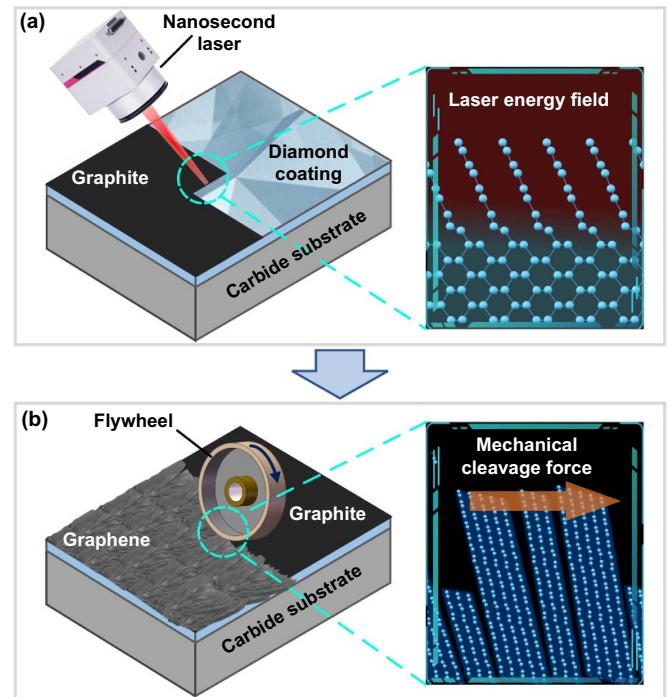 (a)
Nanosecond
laser
Laser energy field
Graphite
Diamond
coating
Carbide substrate
(b)
Flywheel
Mechanical
cleavage force
Graphite
Graphene
Carbide substrate